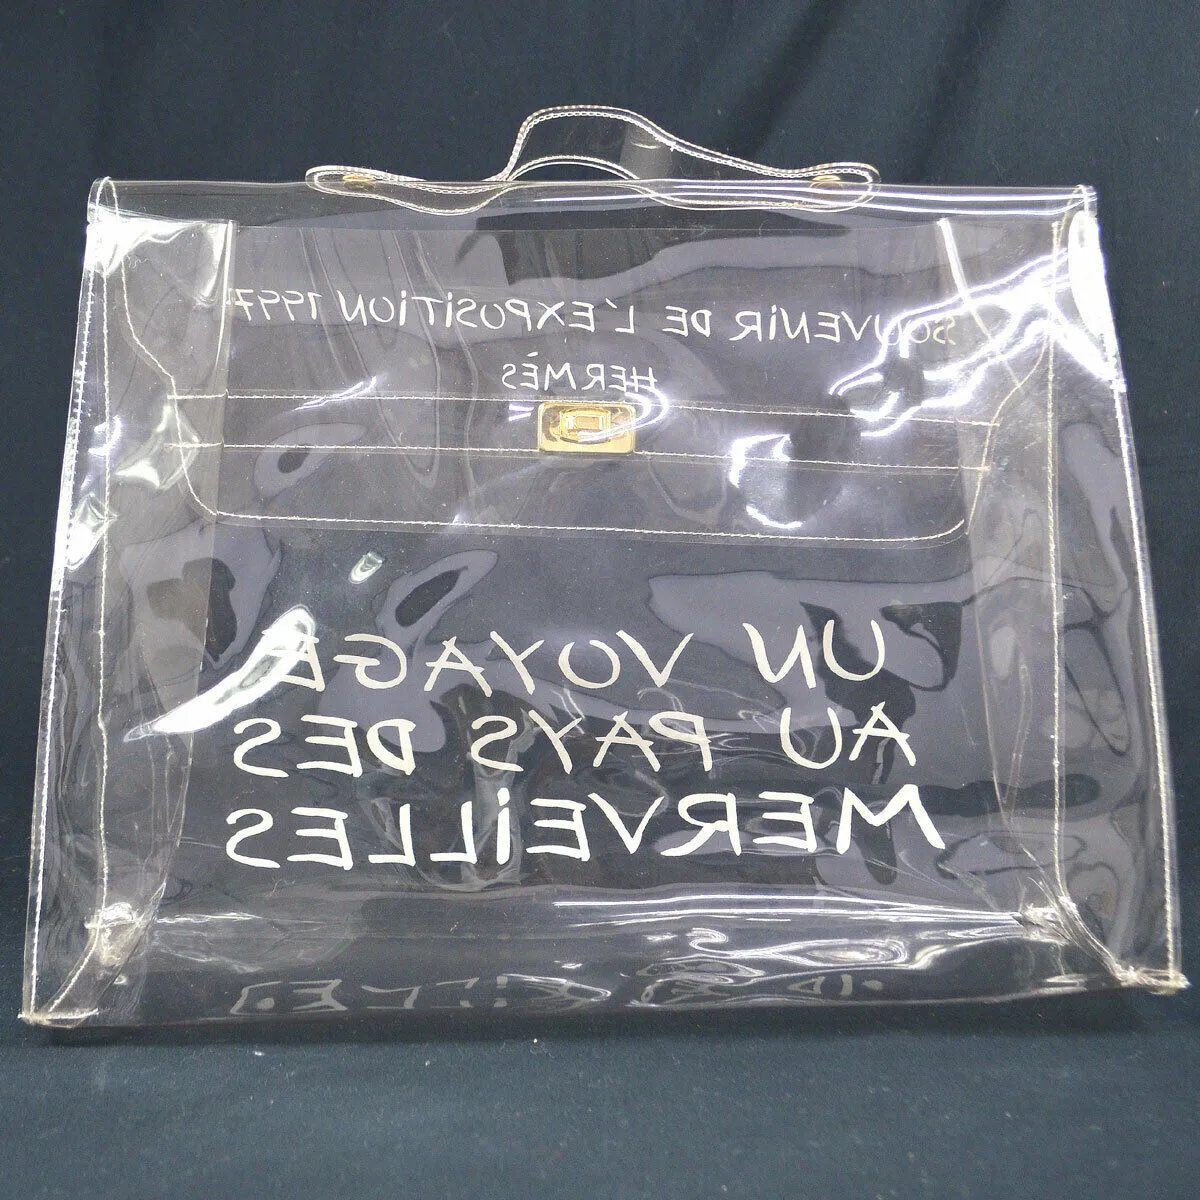 SOUVENiR DE L'EXPOSiTiON 1997
HERMÈS
UN VOYAGE
AU PAYS DES
MERVEiLLES